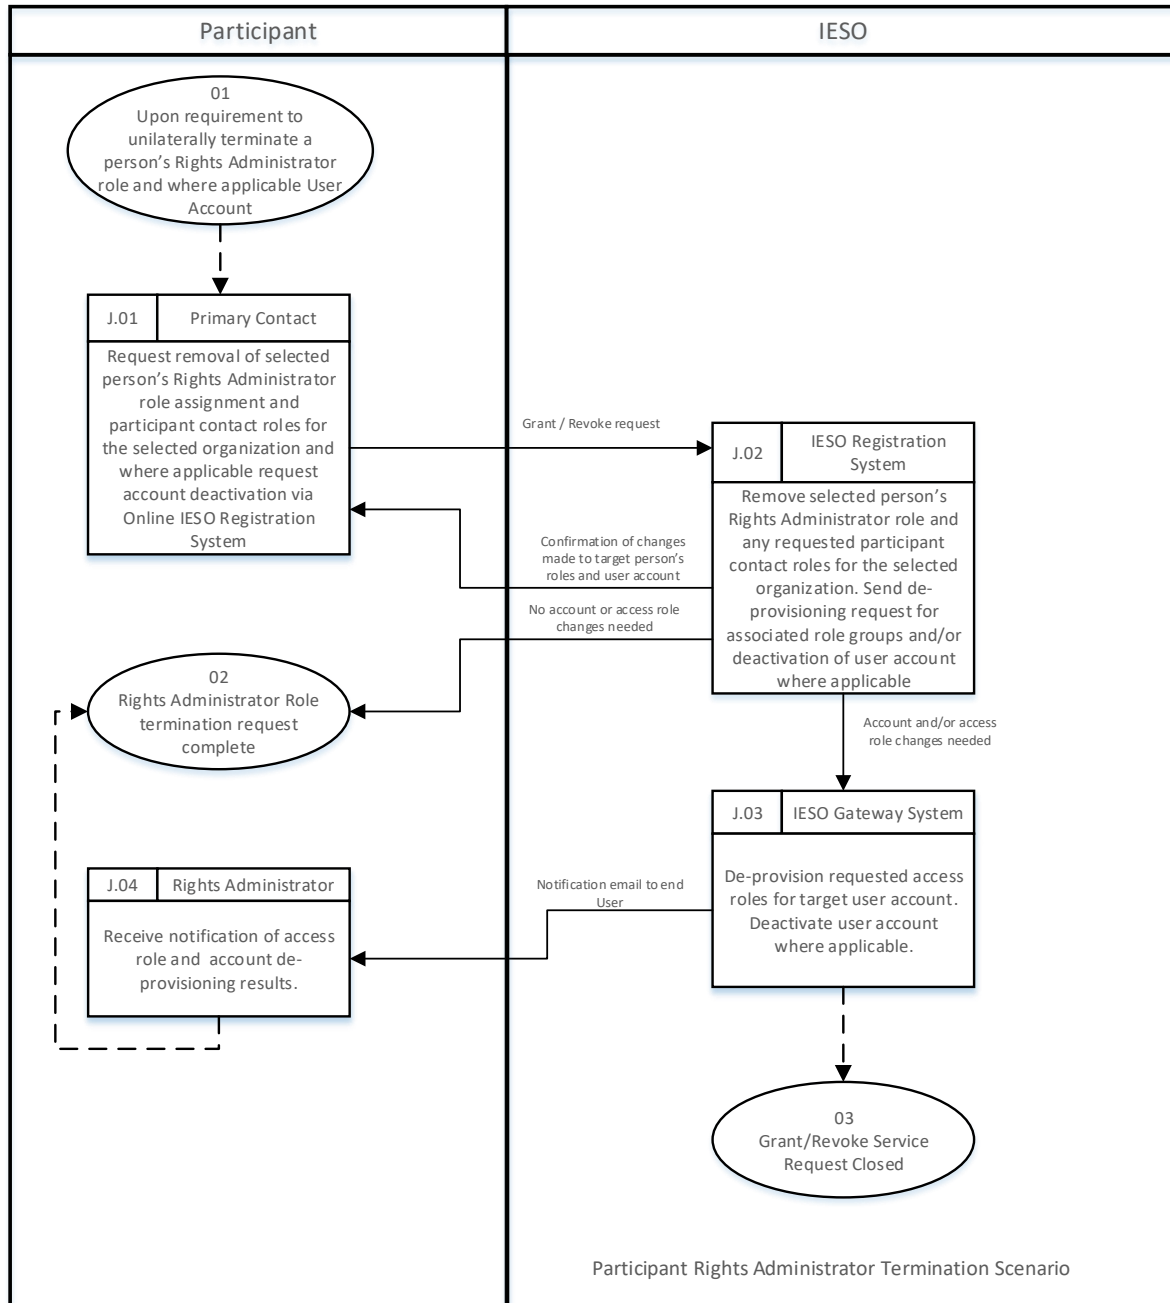 Participant
IESO
01
Upon requirement to
unilaterally terminate a
person’s Rights Administrator
role and where applicable User
Account
J.01
Primary Contact
Request removal of selected
person’s Rights Administrator
role assignment and
participant contact roles for
the selected organization and
where applicable request
account deactivation via
Online IESO Registration
System
Grant / Revoke request
J.02
IESO Registration
System
Remove selected person’s
Rights Administrator role and
any requested participant
contact roles for the selected
organization. Send de-
provisioning request for
associated role groups and/or
deactivation of user account
where applicable
Confirmation of changes
made to target person’s
roles and user account
No account or access role
changes needed
02
Rights Administrator Role
termination request
complete
Account and/or access
role changes needed
J.03
IESO Gateway System
De-provision requested access
roles for target user account.
Deactivate user account
where applicable.
Notification email to end
User
J.04
Rights Administrator
Receive notification of access
role and  account de-
provisioning results.
03
Grant/Revoke Service
Request Closed
Participant Rights Administrator Termination Scenario